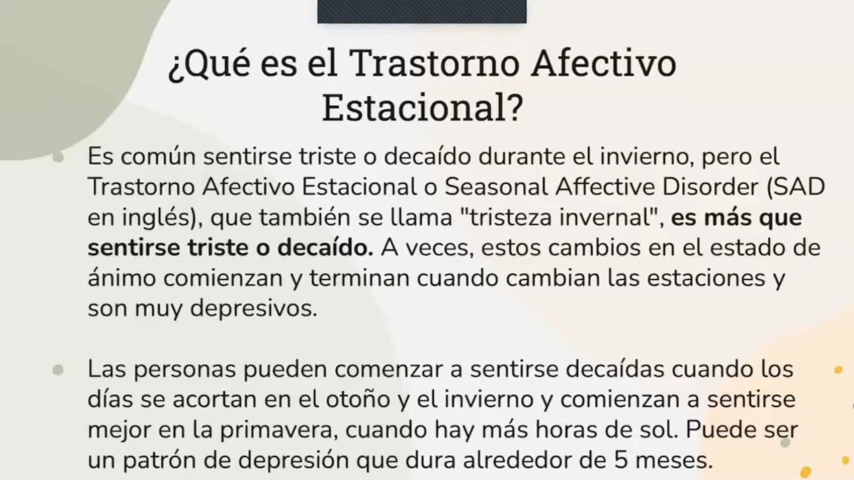 ¿Qué es el Trastorno Afectivo
Estacional?
Es común sentirse triste o decaído durante el invierno, pero el
Trastorno Afectivo Estacional o Seasonal Affective Disorder (SAD
en inglés), que también se llama "tristeza invernal", es más que
sentirse triste o decaído. A veces, estos cambios en el estado de
ánimo comienzan y terminan cuando cambian las estaciones y
son muy depresivos.
Las personas pueden comenzar a sentirse decaídas cuando los
días se acortan en el otoño y el invierno y comienzan a sentirse
mejor en la primavera, cuando hay más horas de sol. Puede ser
un patrón de depresión que dura alrededor de 5 meses.